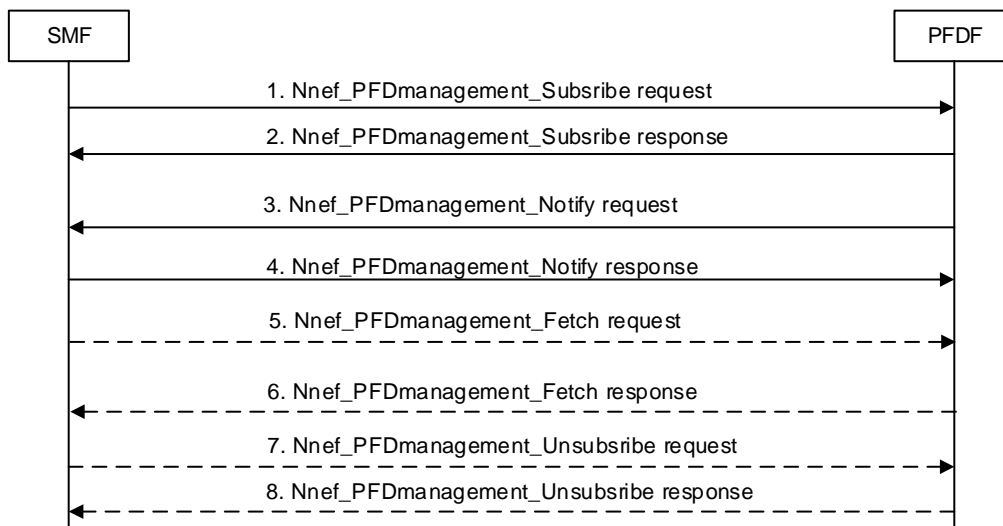 SMF
PFDF
1. Nnef_PFDmanagement_Subsribe request
2. Nnef_PFDmanagement_Subsribe response
3. Nnef_PFDmanagement_Notify request
4. Nnef_PFDmanagement_Notify response
5. Nnef_PFDmanagement_Fetch request
6. Nnef_PFDmanagement_Fetch response
7. Nnef_PFDmanagement_Unsubsribe request
8. Nnef_PFDmanagement_Unsubsribe response